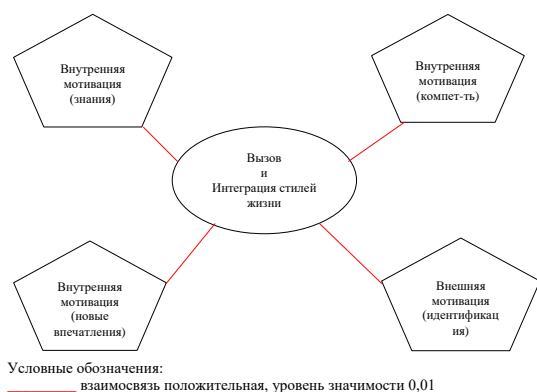 Внутренняя
мотивация
(знания)
Внутренняя
мотивация
(компет-ть)
Вызов
и
Интеграция стилей
жизни
Внутренняя
мотивация
(новые
впечатления)
Внешняя
мотивация
(идентификац
ия)
Условные обозначения:
взаимосвязь положительная, уровень значимости 0,01